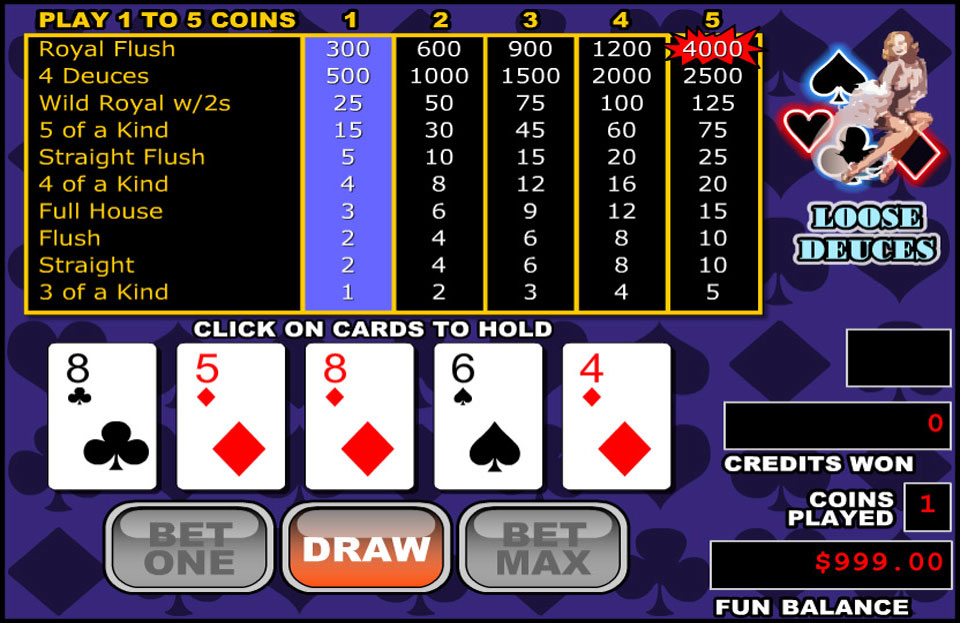 PLAY 1 TO 5 COINS 1 2 3 4 5
Royal Flush 300 600 900 1200 4000
4 Deuces 500 1000 1500 2000 2500
Wild Royal w/2s 25 50 75 100 125
5 of a Kind 15 30 45 60 75
Straight Flush 5 10 15 20 25
4 of a Kind 4 8 12 16 20
Full House 3 6 9 12 15
Flush 2 4 6 8 10
Straight 2 4 6 8 10
3 of a Kind 1 2 3 4 5
LOOSE
DEUCES
CLICK ON CARDS TO HOLD
8 5 8 6 4
0
CREDITS WON
COINS
PLAYED 1
BET
ONE
DRAW
BET
MAX
$999.00
FUN BALANCE